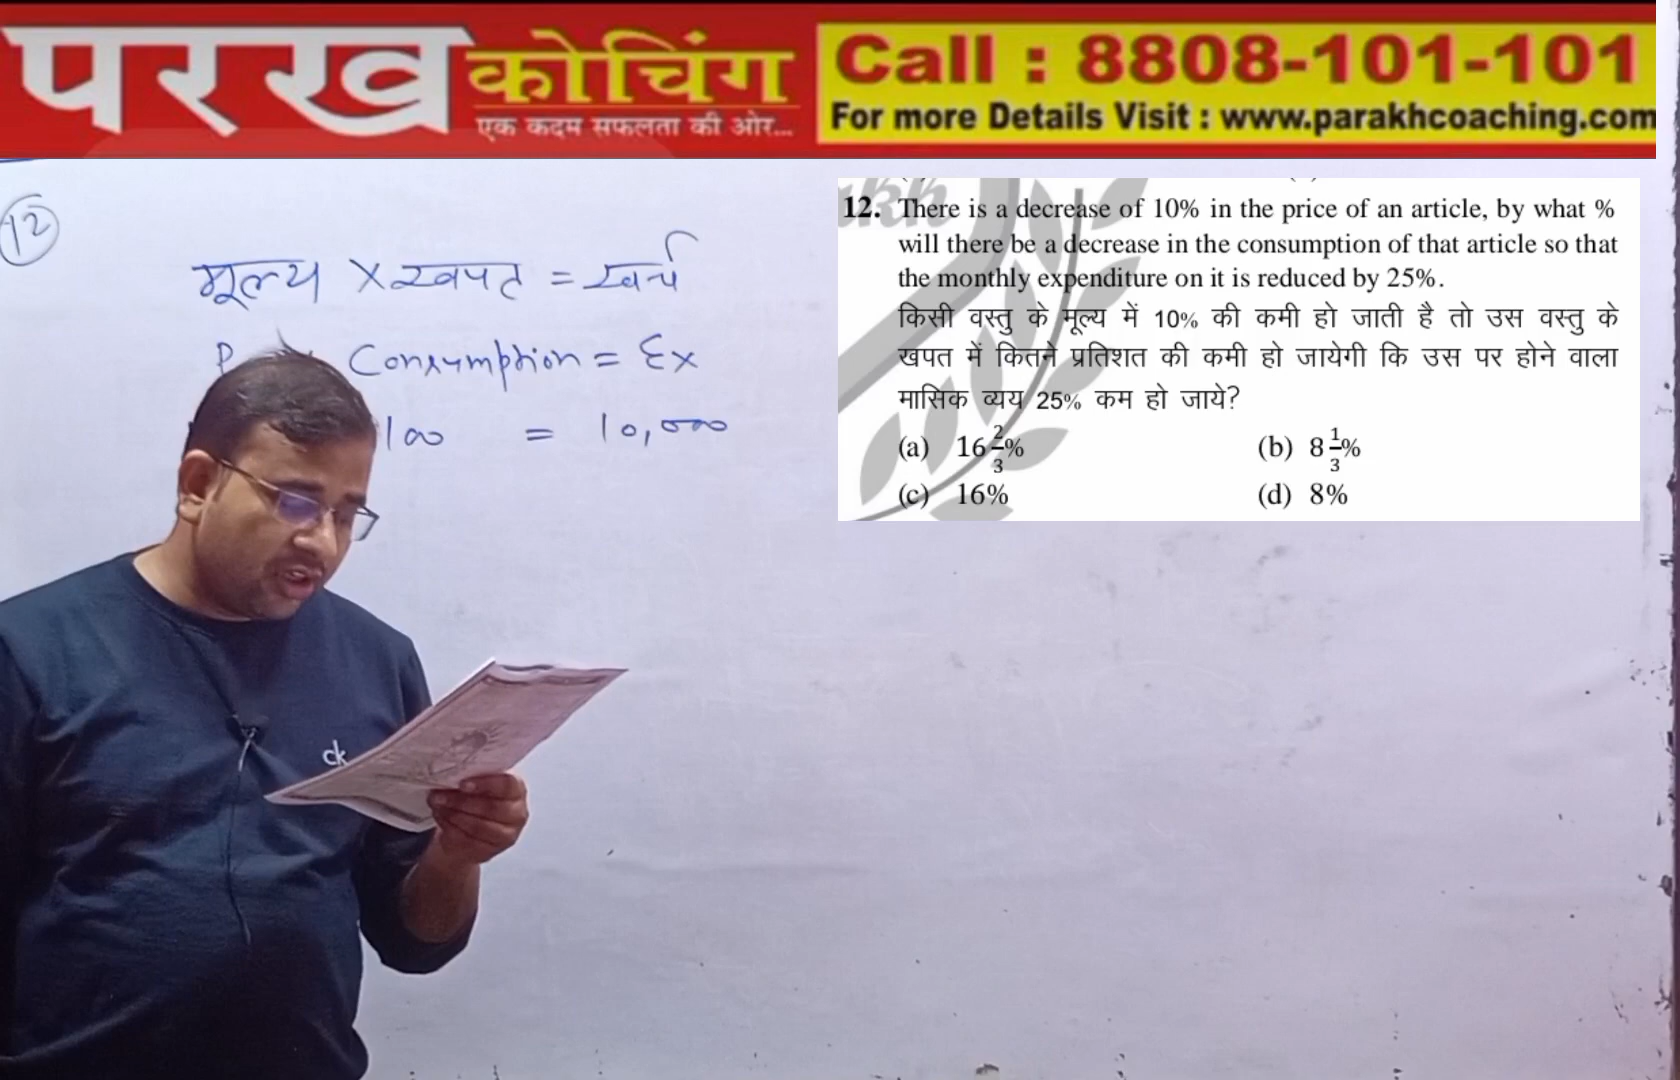 परख कोचिंग
एक कदम सफलता की ओर...
Call : 8808-101-101
For more Details Visit : www.parakhcoaching.com
12
मूल्य × खपत = खर्च
Consumption = Ex
100 = 10,000
12. There is a decrease of 10% in the price of an article, by what %
will there be a decrease in the consumption of that article so that
the monthly expenditure on it is reduced by 25%.
किसी वस्तु के मूल्य में 10% की कमी हो जाती है तो उस वस्तु के
खपत में कितने प्रतिशत की कमी हो जायेगी कि उस पर होने वाला
मासिक व्यय 25% कम हो जाये?
(a) 16 2/3% (b) 8 1/3%
(c) 16% (d) 8%
ck